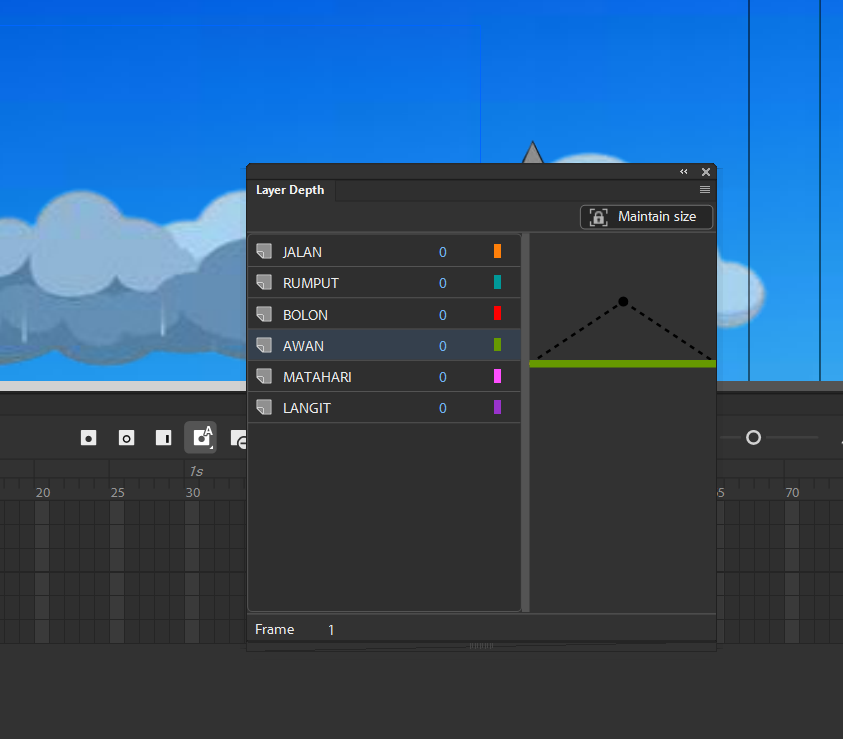 Layer Depth
Maintain size
JALAN 0
RUMPUT 0
BOLON 0
AWAN 0
MATAHARI 0
LANGIT 0
A
1s
20 25 30 70
Frame 1